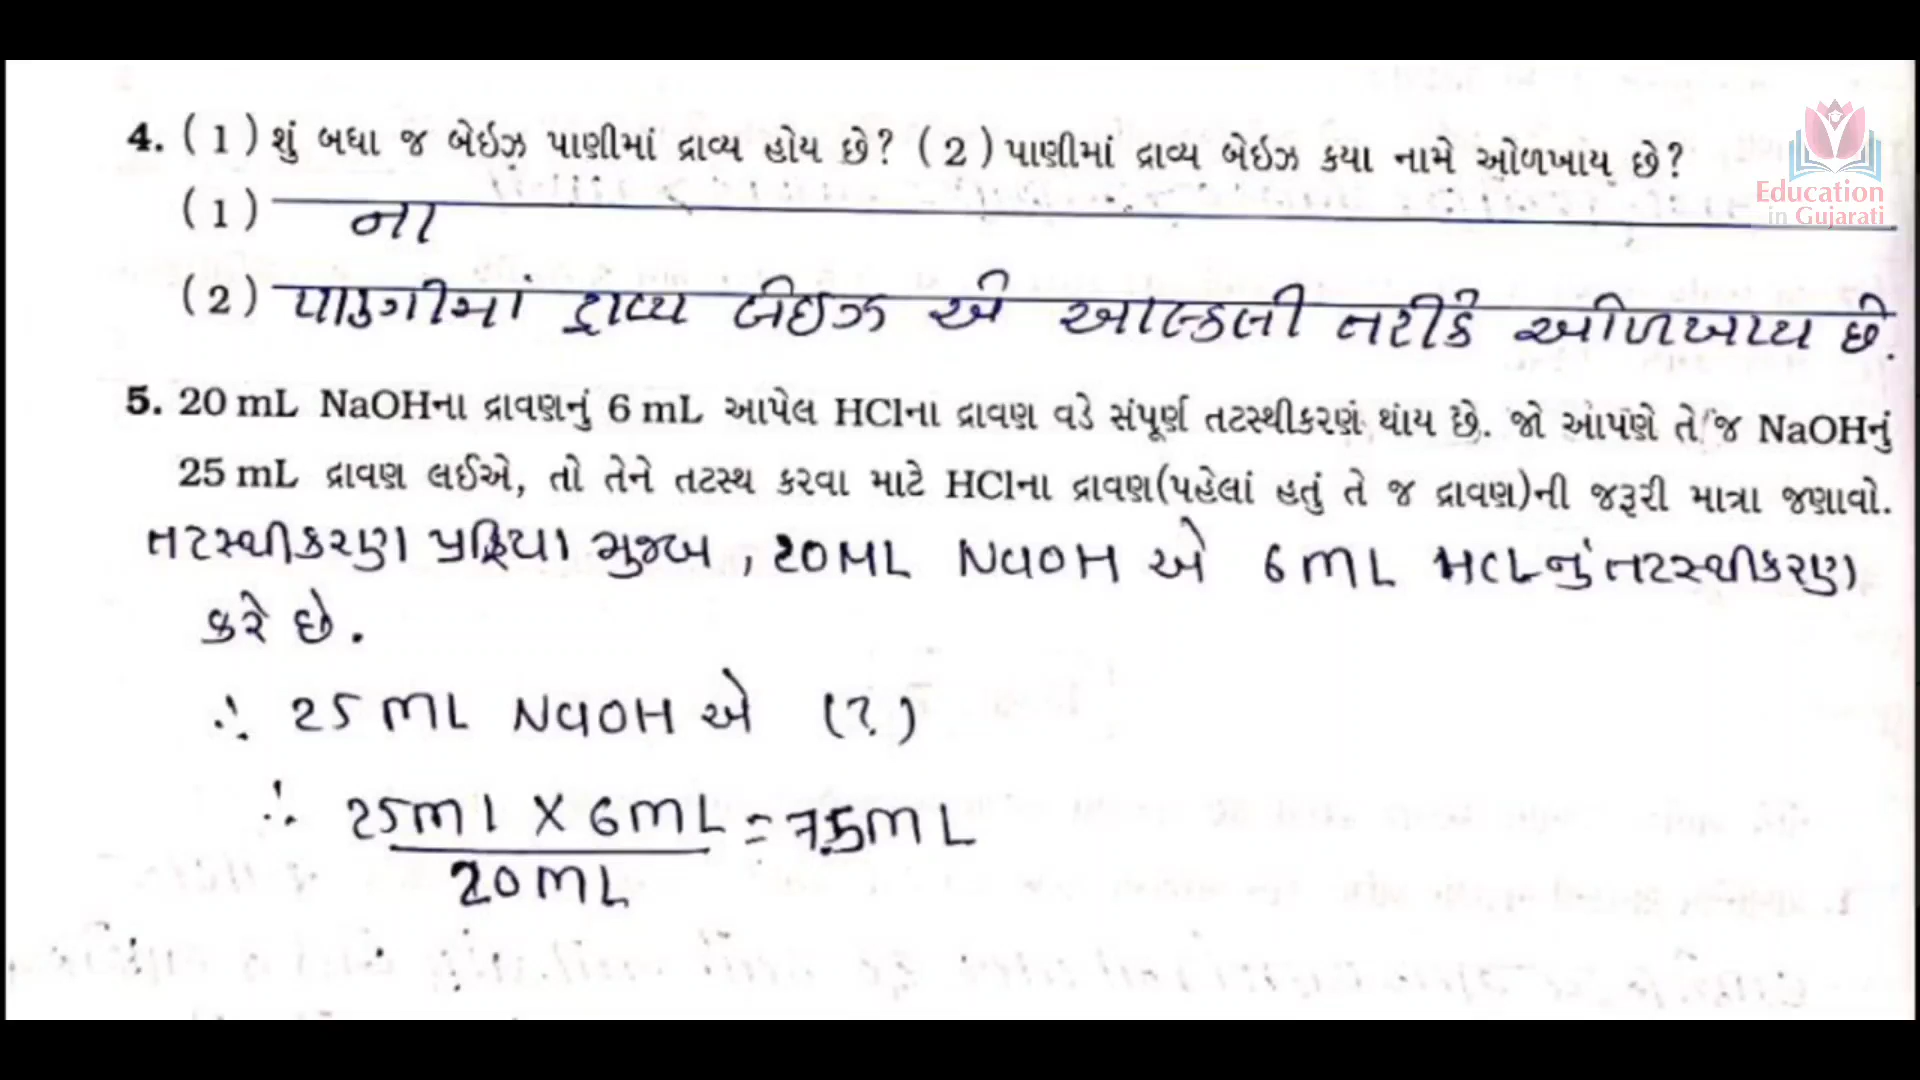 4. (1) શું બધા જ બેઇઝ પાણીમાં દ્રાવ્ય હોય છે? (2) પાણીમાં દ્રાવ્ય બેઇઝ કયા નામે ઓળખાય છે?
Education
in Gujarati
(1) ના
(2) પાણીમાં દ્રાવ્ય બેઇઝ એ આલ્કલી તરીકે ઓળખાય છે.
5. 20 mL NaOHના દ્રાવણનું 6 mL આપેલ HClના દ્રાવણ વડે સંપૂર્ણ તટસ્થીકરણ થાય છે. જો આપણે તે જ NaOHનું
25 mL દ્રાવણ લઈએ, તો તેને તટસ્થ કરવા માટે HClના દ્રાવણ(પહેલાં હતું તે જ દ્રાવણ)ની જરૂરી માત્રા જણાવો.
તટસ્થીકરણ પ્રક્રિયા મુજબ, 20ML NaOH એ 6 mL HCLનું તટસ્થીકરણ
કરે છે.
∴ 25 mL NaOH એ (?)
∴ 25ml X 6mL = 7.5mL
20mL